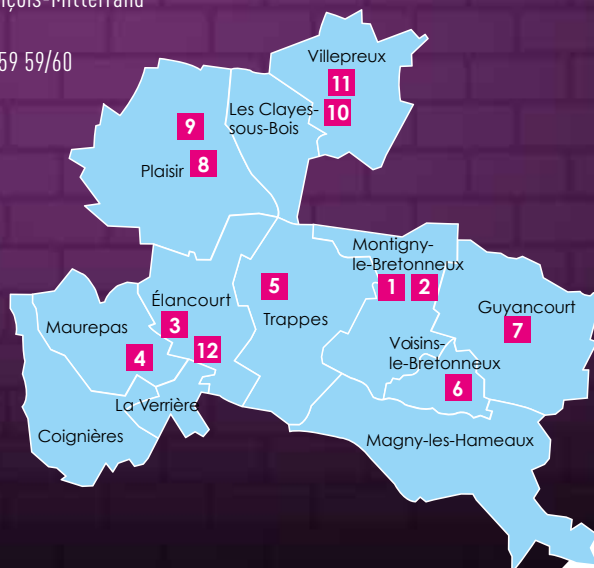 59 59/60
Villepreux
11
Les Clayes-
sous-Bois
10
9
Plaisir
8
Montigny-
le-Bretonneux
1
2
5
Trappes
Élancourt
3
12
Maurepas
4
Guyancourt
7
Voisins-
le-Bretonneux
6
La Verrière
Coignières
Magny-les-Hameaux